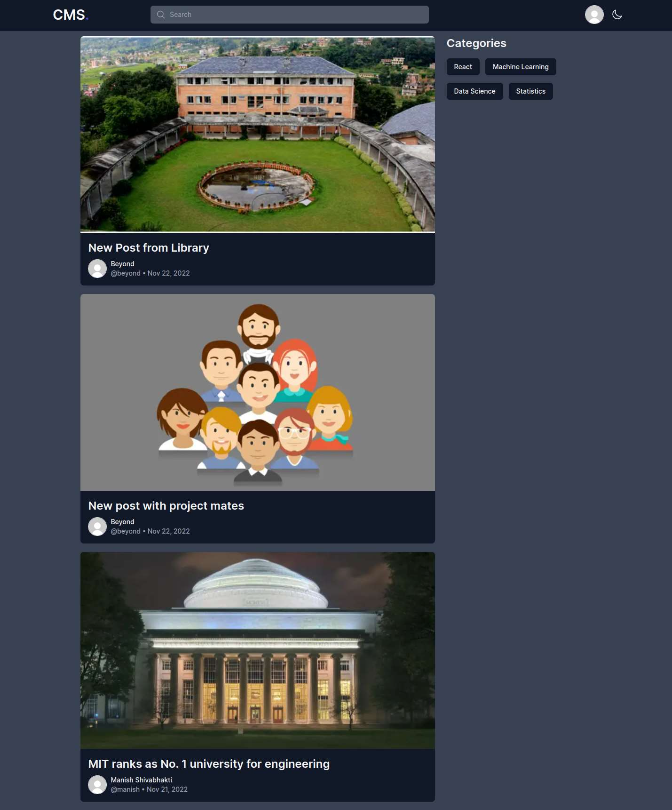 CMS.
Search
New Post from Library
Beyond
@beyond • Nov 22, 2022
New post with project mates
Beyond
@beyond • Nov 22, 2022
MIT ranks as No. 1 university for engineering
Manish Shivabhakti
@manish • Nov 21, 2022
Categories
React Machine Learning
Data Science Statistics